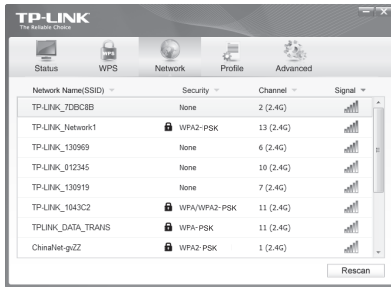 TP-LINK
The Reliable Choice
WPS
Status WPS Network Profile Advanced
Network Name(SSID) Security Channel Signal
TP-LINK_7DBC8B None 2 (2.4G)
TP-LINK_Network1 WPA2-PSK 13 (2.4G)
TP-LINK_130969 None 6 (2.4G)
TP-LINK_012345 None 10 (2.4G)
TP-LINK_130919 None 7 (2.4G)
TP-LINK_1043C2 WPA/WPA2-PSK 11 (2.4G)
TPLINK_DATA_TRANS WPA-PSK 11 (2.4G)
ChinaNet-gvZZ WPA2-PSK 1 (2.4G)
Rescan